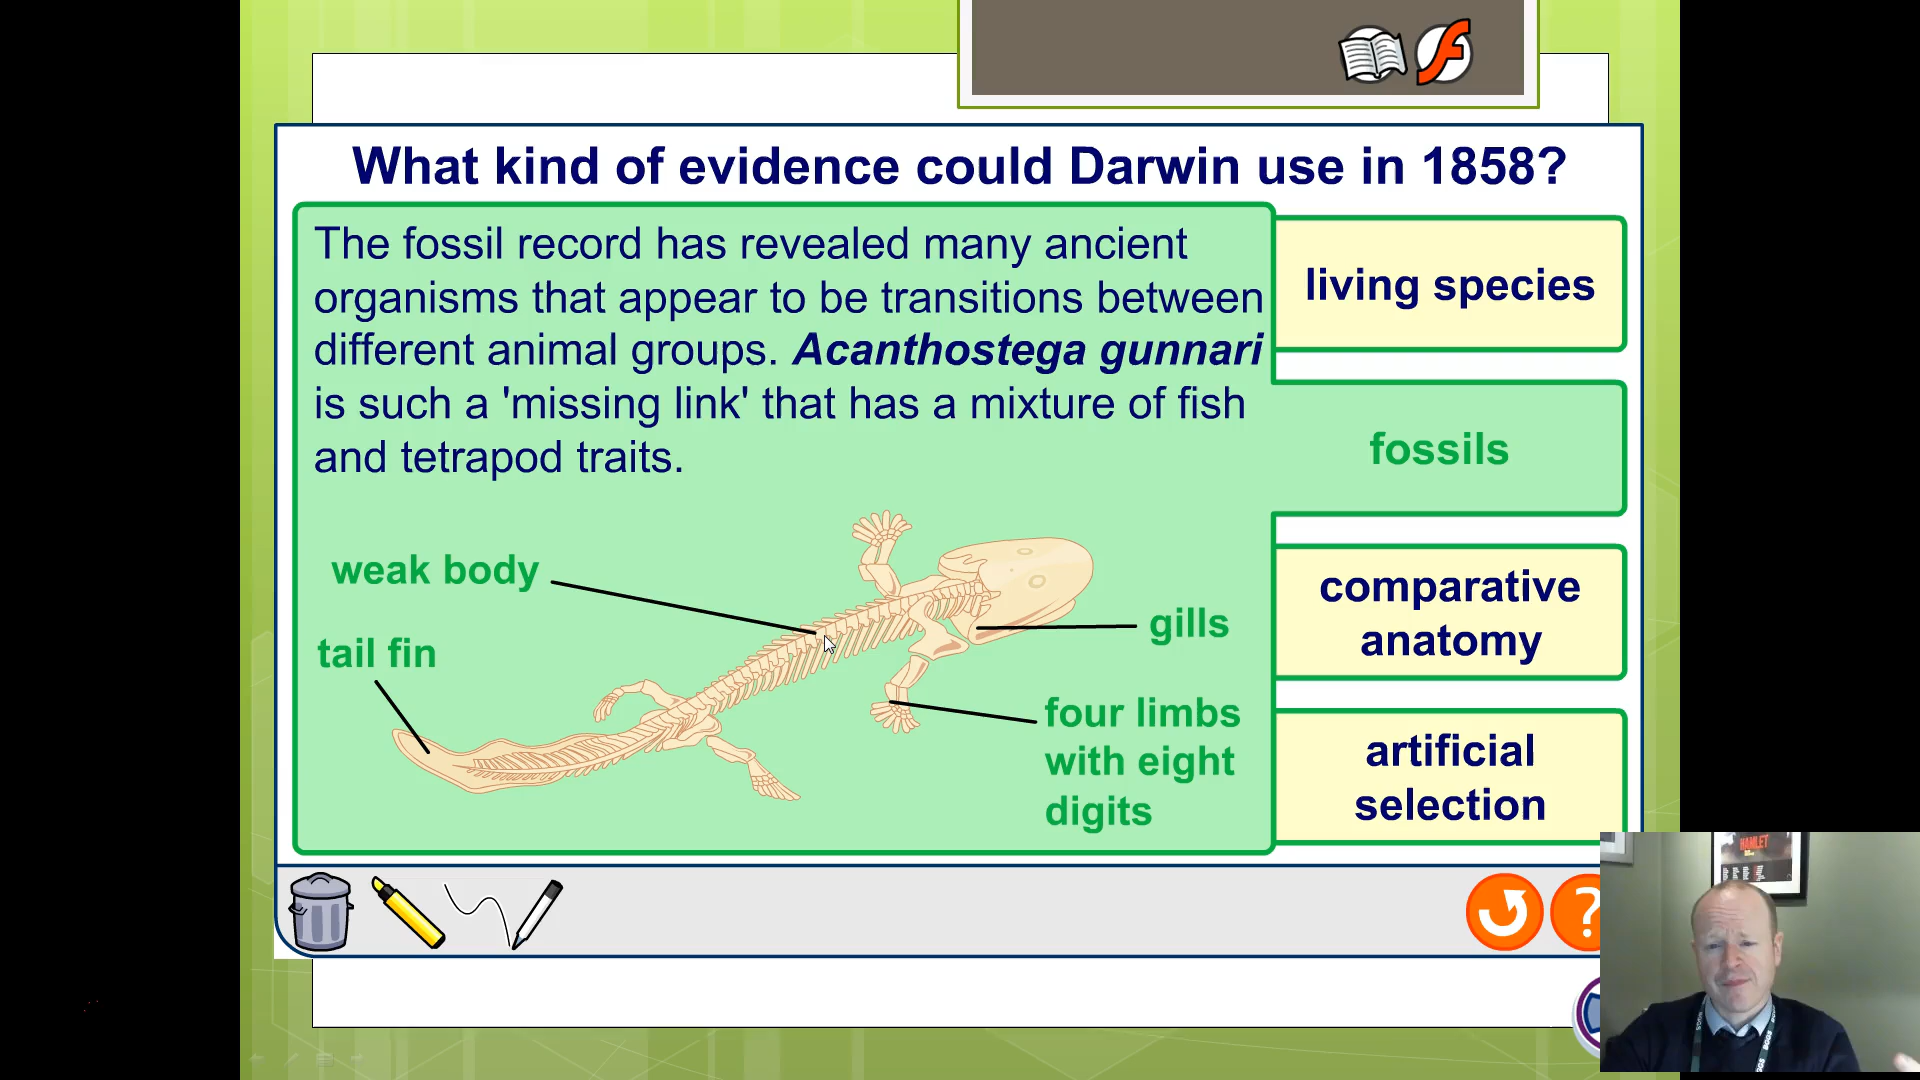 What kind of evidence could Darwin use in 1858?
The fossil record has revealed many ancient
organisms that appear to be transitions between
different animal groups. Acanthostega gunnari
is such a 'missing link' that has a mixture of fish
and tetrapod traits.
living species
fossils
comparative
anatomy
artificial
selection
weak body
tail fin
gills
four limbs
with eight
digits
?
HAMLET